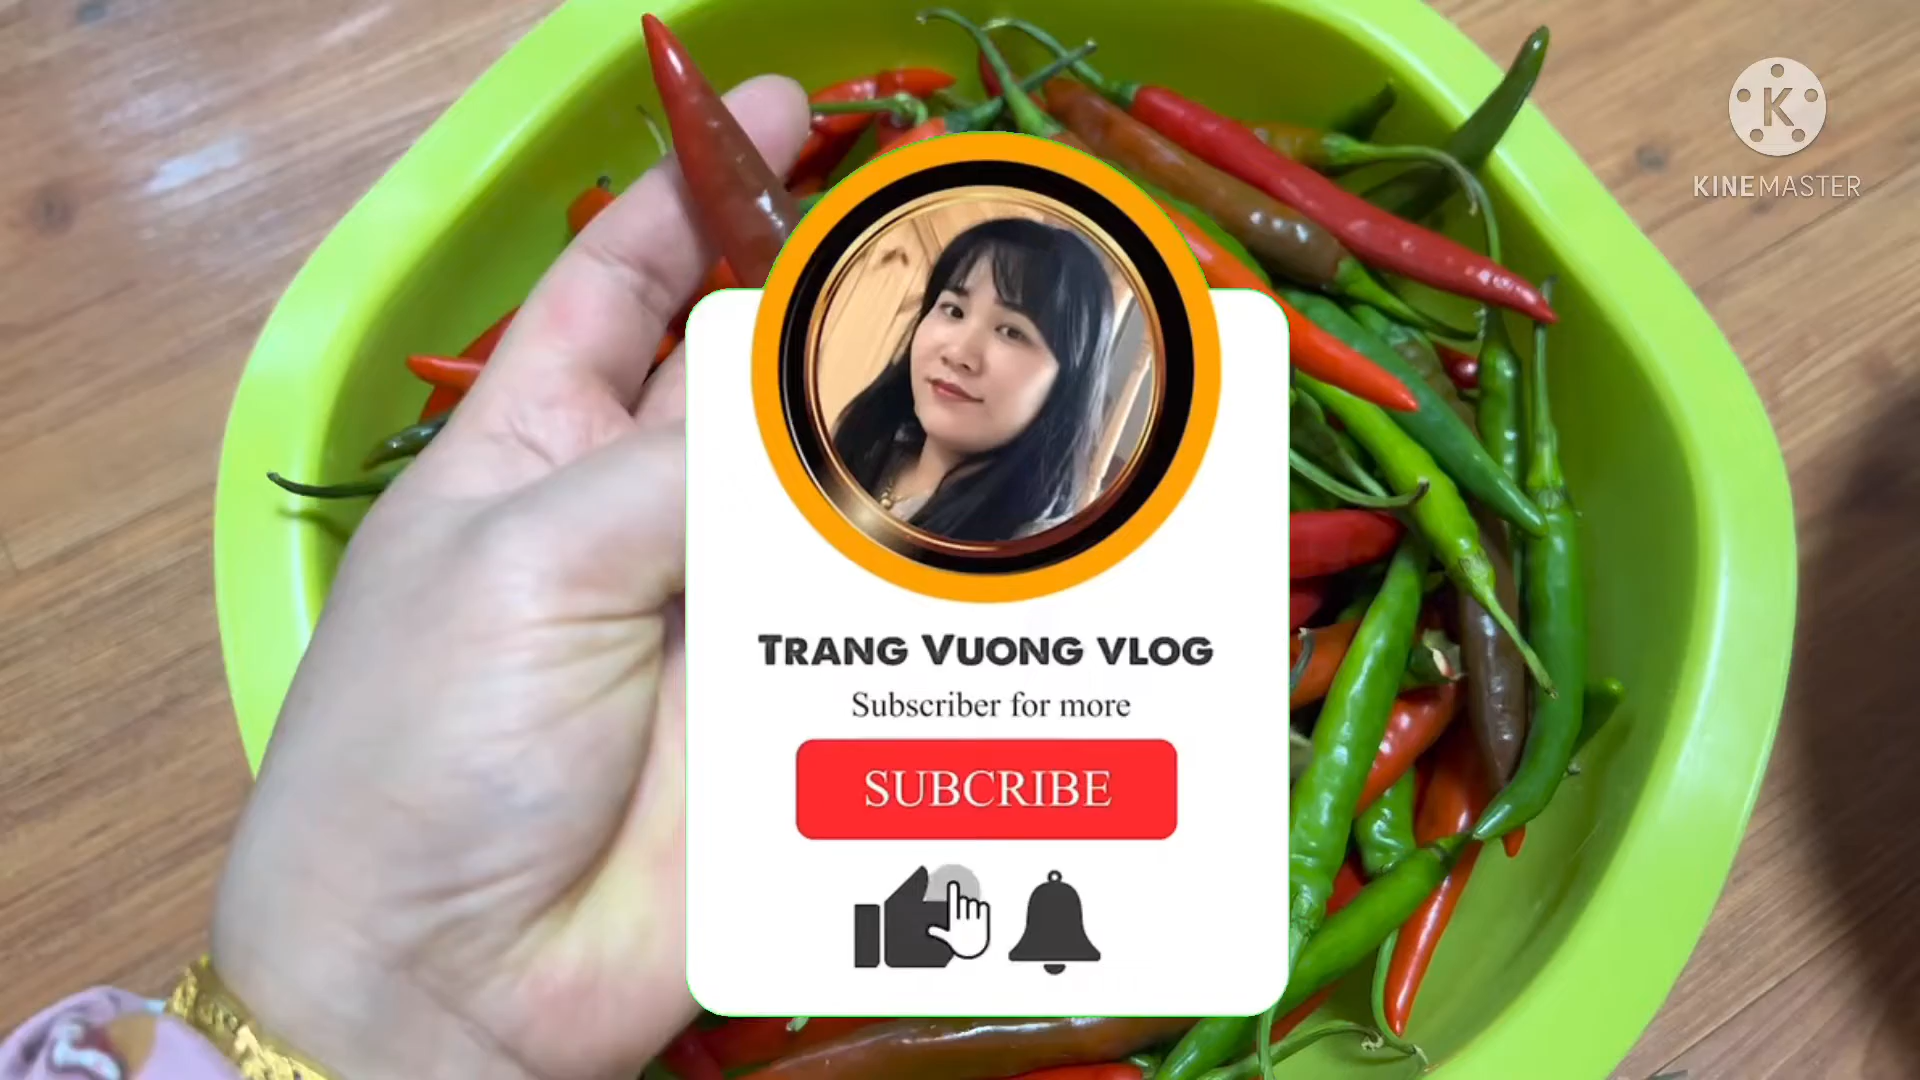 K
KINEMASTER
TRANG VUONG VLOG
Subscriber for more
SUBCRIBE